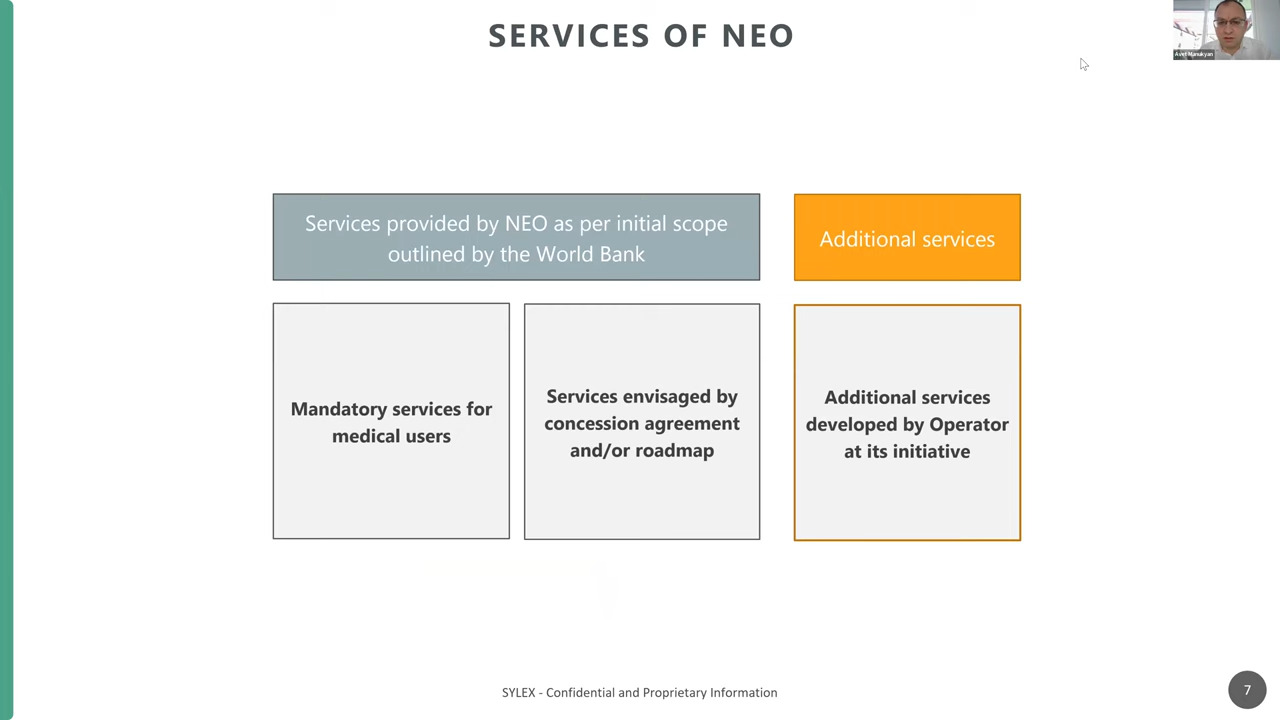 SERVICES OF NEO
Avet Manukyan
Services provided by NEO as per initial scope
outlined by the World Bank
Additional services
Mandatory services for
medical users
Services envisaged by
concession agreement
and/or roadmap
Additional services
developed by Operator
at its initiative
SYLEX - Confidential and Proprietary Information
7